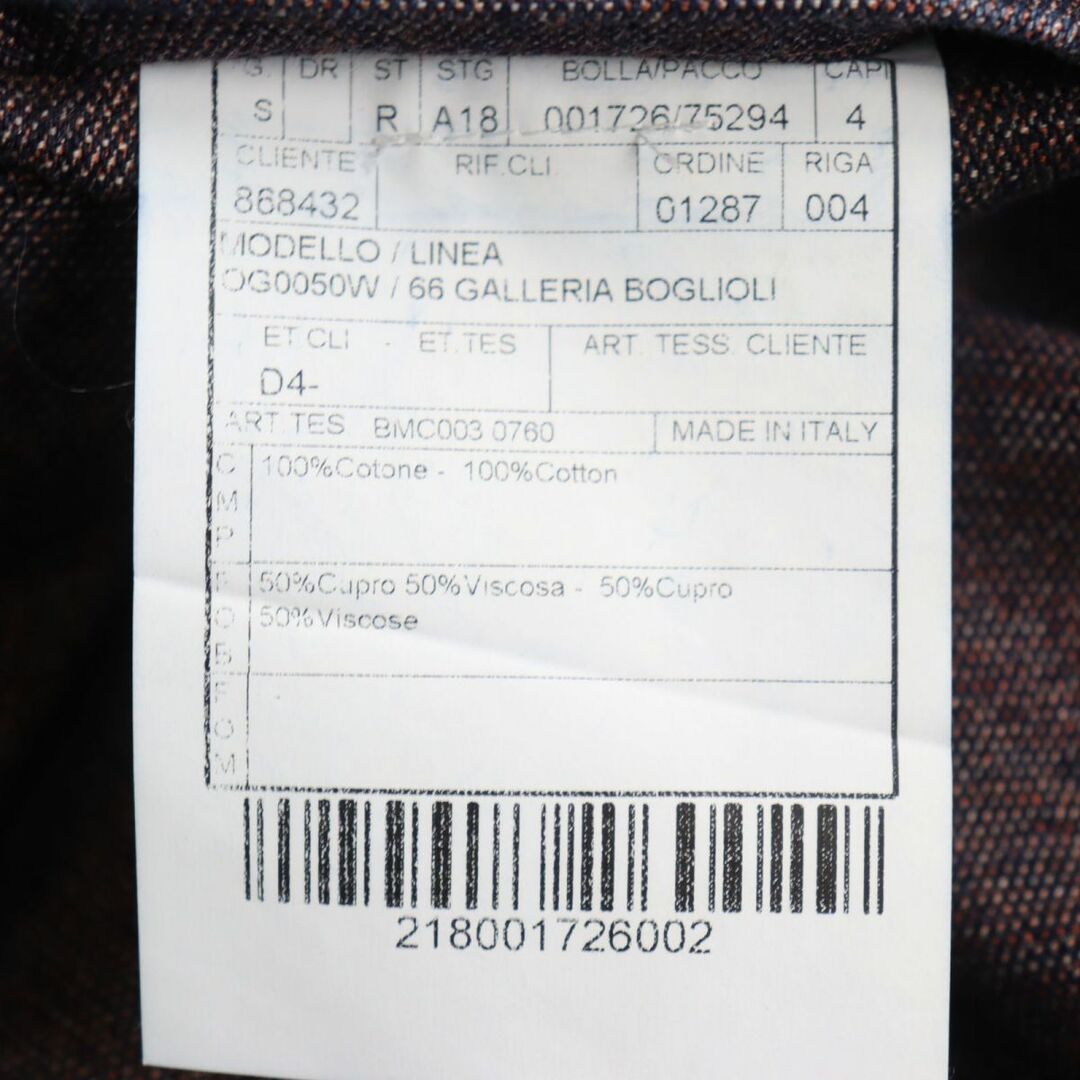 G. DR ST STG BOLLA/PACCO CAPI
S R A18 001726/75294 4
CLIENTE RIF.CLI. ORDINE RIGA
868432 01287 004
MODELLO / LINEA
OG0050W / 66 GALLERIA BOGLIOLI
ET.CLI - ET.TES ART. TESS. CLIENTE
D4-
ART.TES BMC003 0760 MADE IN ITALY
C 100%Cotone - 100%Cotton
M
P
F 50%Cupro 50%Viscosa - 50%Cupro
O 50%Viscose
B
F
O
M
218001726002